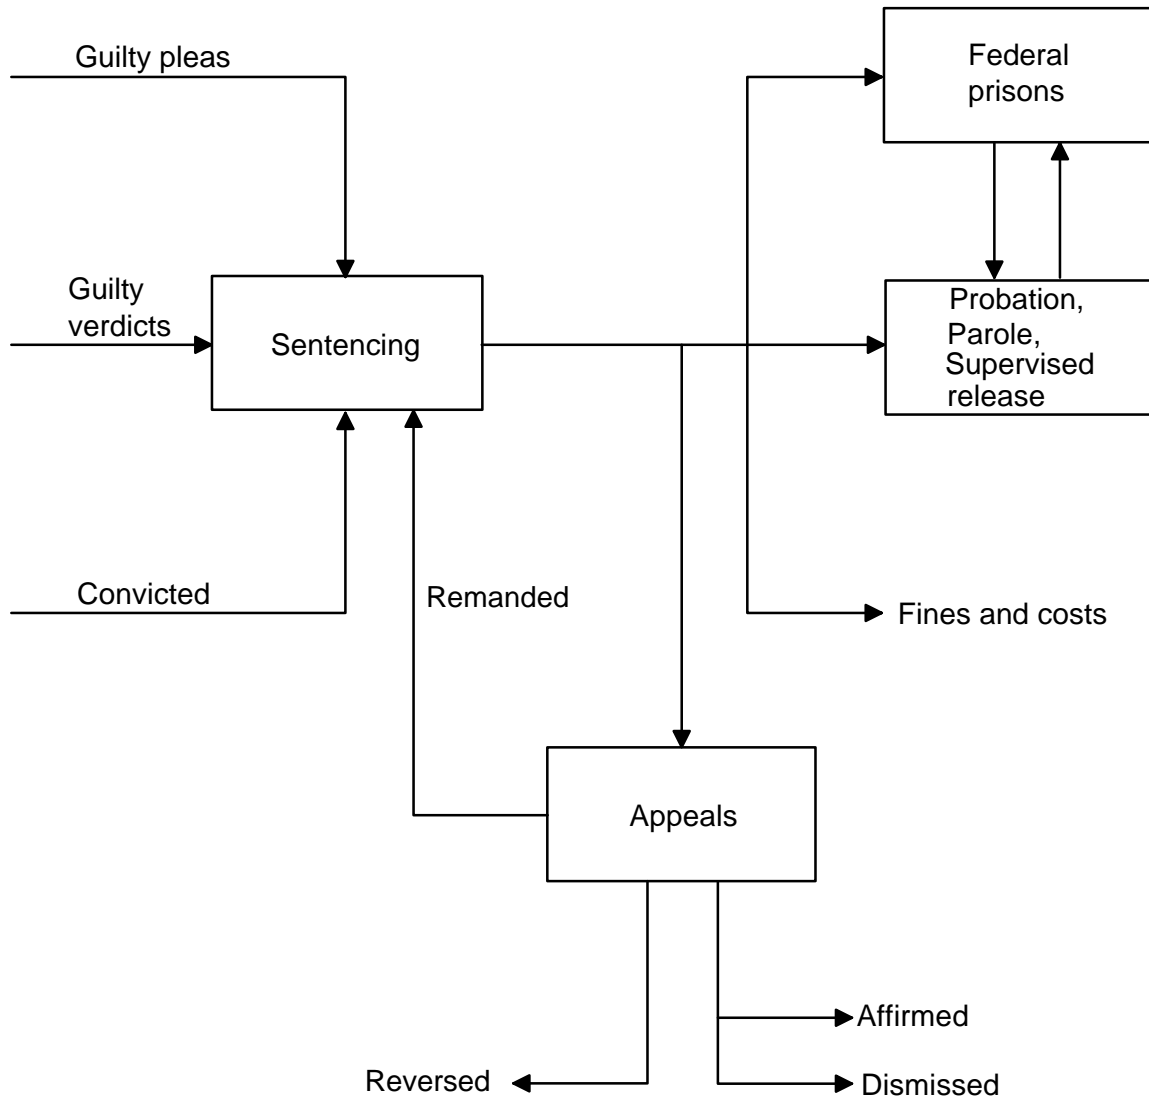 Guilty pleas
Federal
prisons
Guilty
verdicts
Sentencing
Probation,
Parole,
Supervised
release
Convicted
Remanded
Fines and costs
Appeals
Affirmed
Reversed
Dismissed